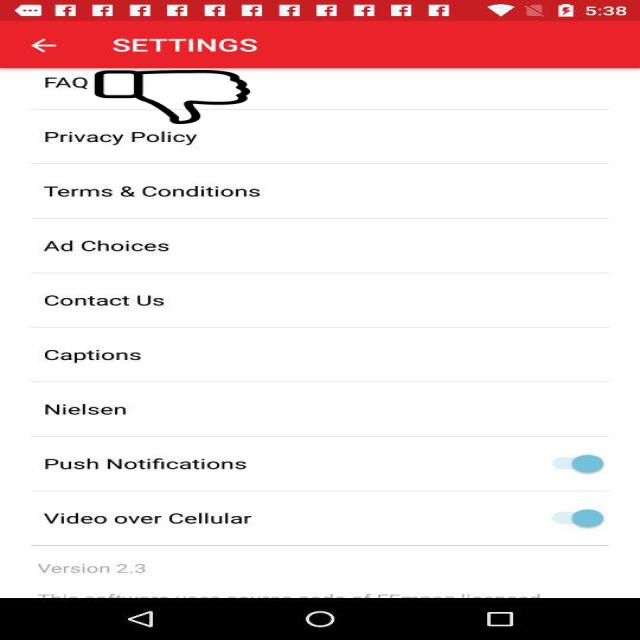 5:38
SETTINGS
FAQ
Privacy Policy
Terms & Conditions
Ad Choices
Contact Us
Captions
Nielsen
Push Notifications
Video over Cellular
Version 2.3
This software uses source code of FFmpeg licensed